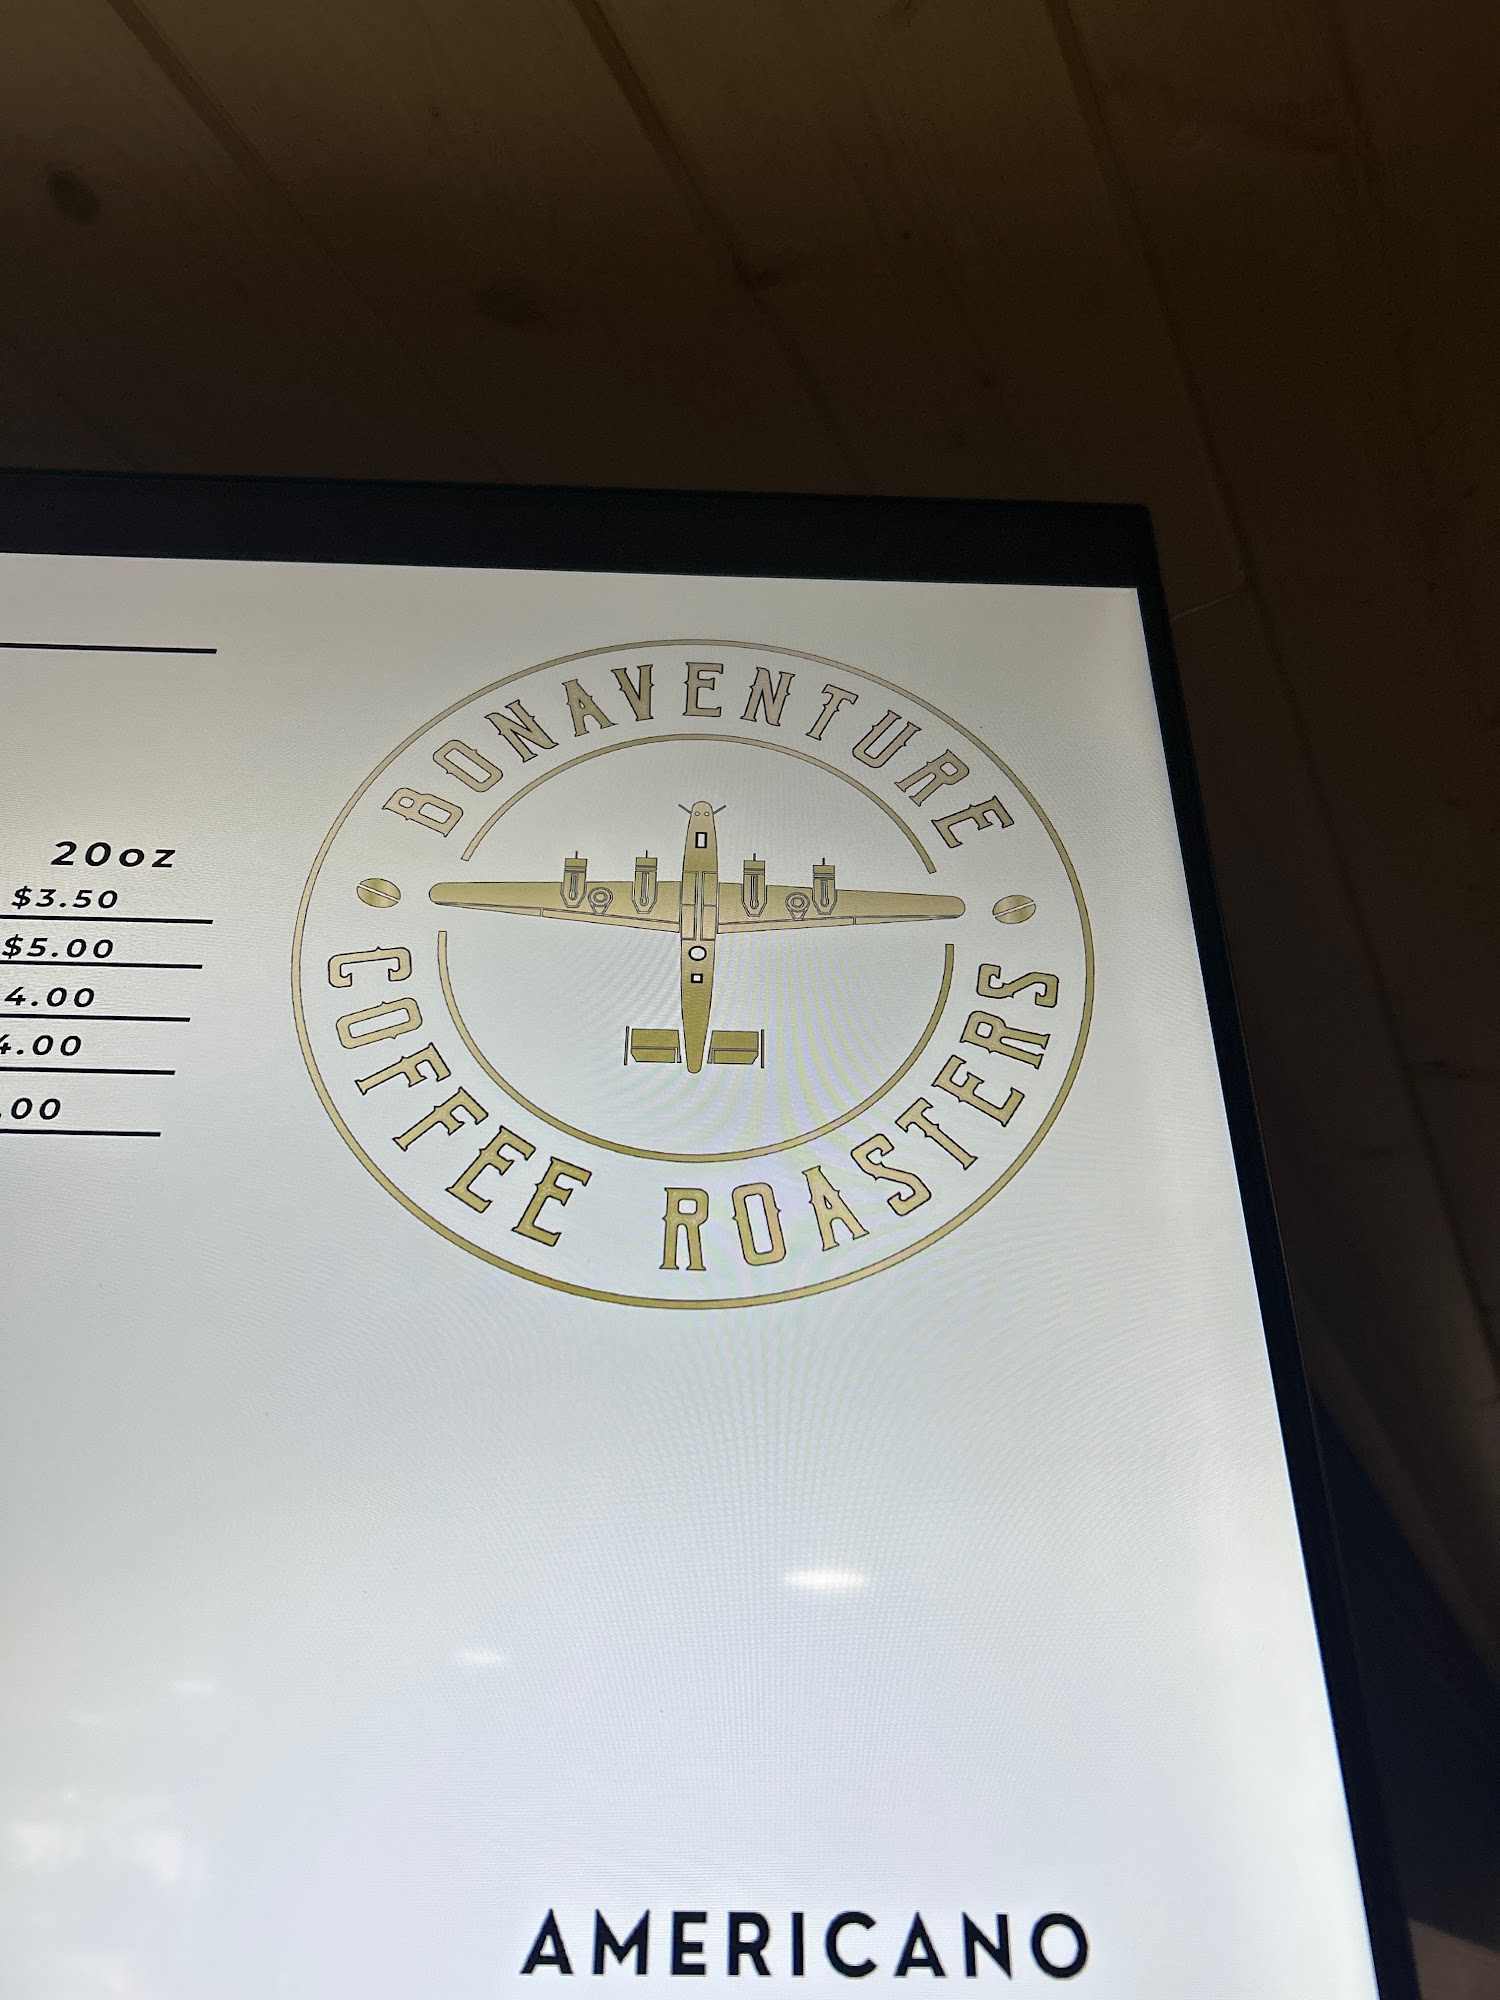 BONAVENTURE
COFFEE ROASTERS
20oz
$3.50
$5.00
4.00
4.00
.00
AMERICANO